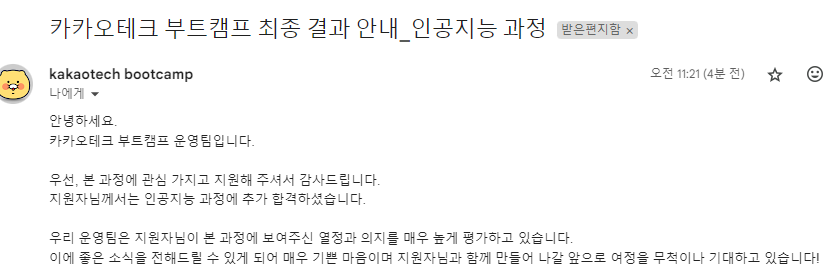 카카오테크 부트캠프 최종 결과 안내_인공지능 과정 받은편지함 ×
kakaotech bootcamp 오전 11:21 (4분 전)
나에게
안녕하세요.
카카오테크 부트캠프 운영팀입니다.
우선, 본 과정에 관심 가지고 지원해 주셔서 감사드립니다.
지원자님께서는 인공지능 과정에 추가 합격하셨습니다.
우리 운영팀은 지원자님이 본 과정에 보여주신 열정과 의지를 매우 높게 평가하고 있습니다.
이에 좋은 소식을 전해드릴 수 있게 되어 매우 기쁜 마음이며 지원자님과 함께 만들어 나갈 앞으로 여정을 무척이나 기대하고 있습니다!